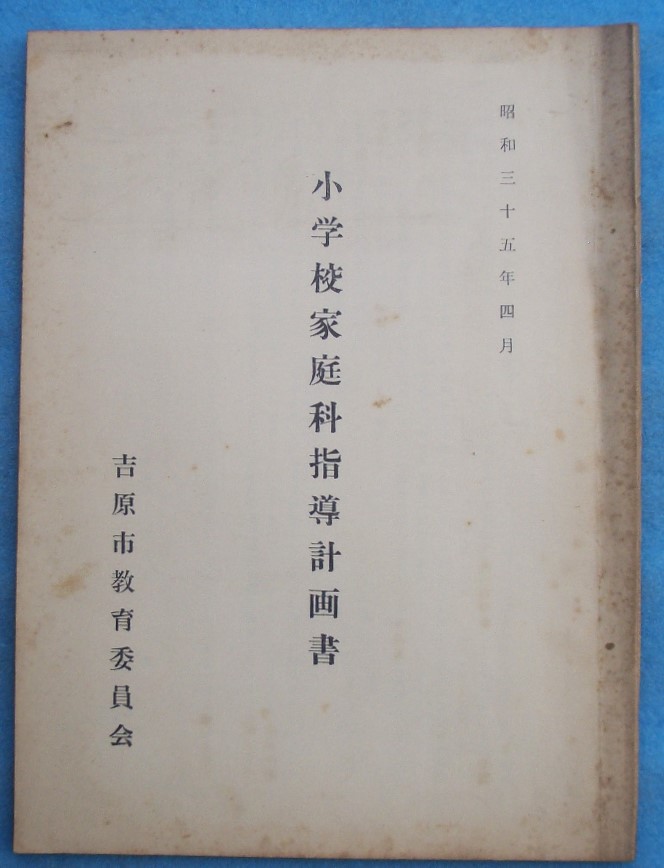 昭和三十五年四月
小学校家庭科指導計画書
吉原市教育委員会